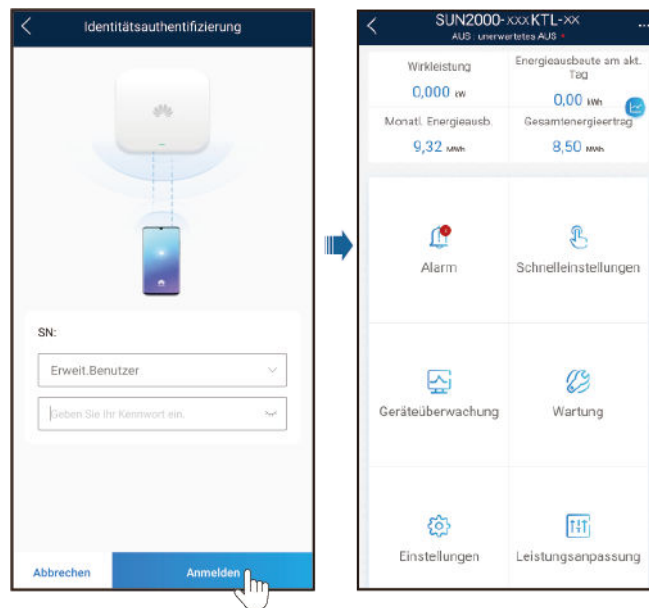 Identitätsauthentifizierung
SN:
Erweit.Benutzer
Geben Sie Ihr Kennwort ein.
Abbrechen
Anmelden
SUN2000-xxxKTL-xx
AUS: unerwartetes AUS
Wirkleistung
0,000 kW
Energieausbeute am akt.
Tag
0,00 kWh
Monatl. Energieausb.
9,32 MWh
Gesamtenergieertrag
8,50 MWh
Alarm
Schnelleinstellungen
Geräteüberwachung
Wartung
Einstellungen
Leistungsanpassung